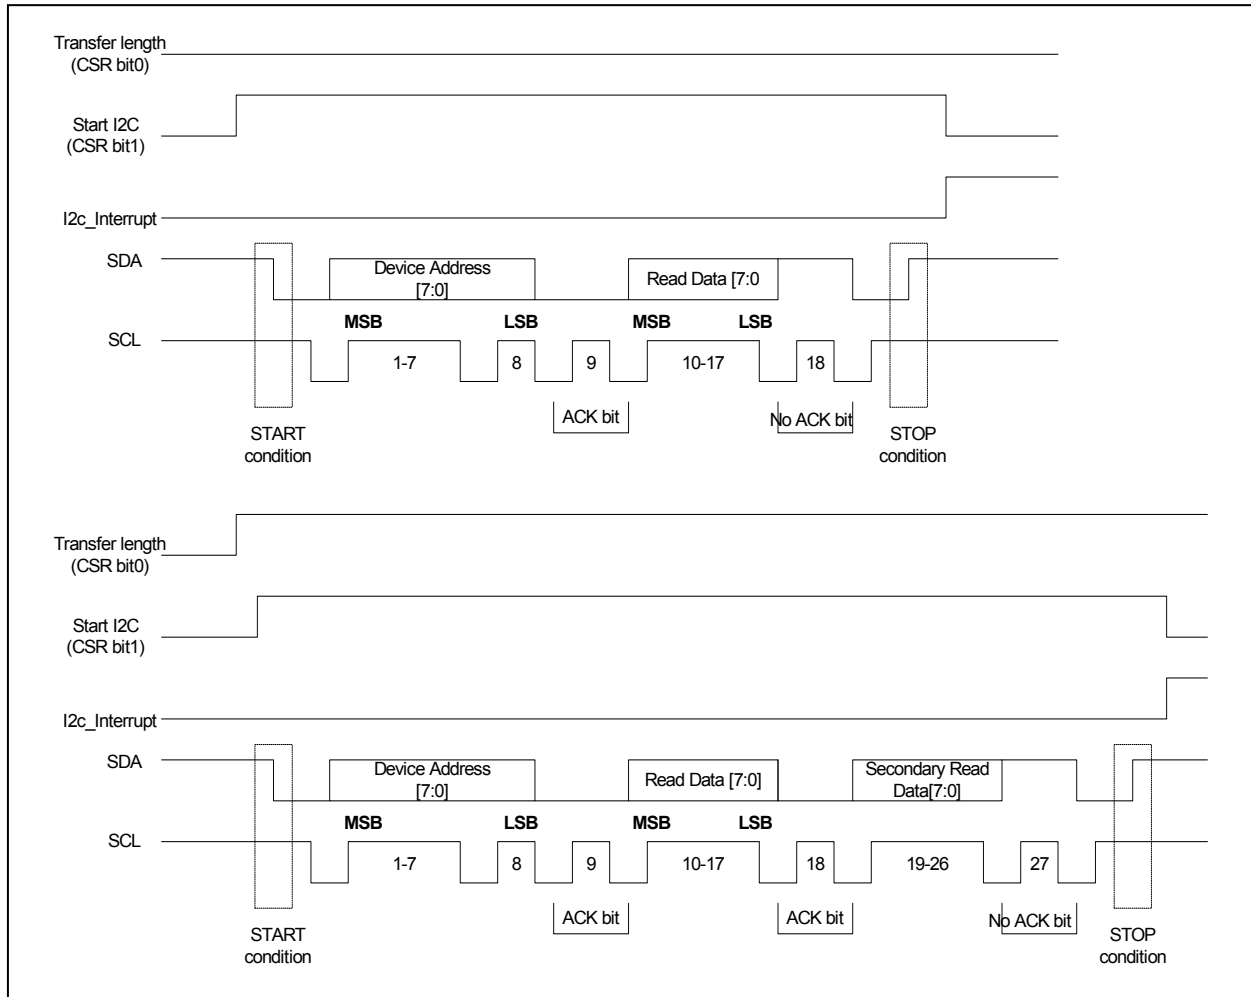 Transfer length
(CSR bit0)
Start I2C
(CSR bit1)
I2c_Interrupt
SDA
Device Address
[7:0]
Read Data [7:0
MSB
LSB
MSB
LSB
SCL
1-7
8
9
10-17
18
ACK bit
No ACK bit
START
condition
STOP
condition
Transfer length
(CSR bit0)
Start I2C
(CSR bit1)
I2c_Interrupt
SDA
Device Address
[7:0]
Read Data [7:0]
Secondary Read
Data[7:0]
MSB
LSB
MSB
LSB
SCL
1-7
8
9
10-17
18
19-26
27
ACK bit
ACK bit
No ACK bit
START
condition
STOP
condition